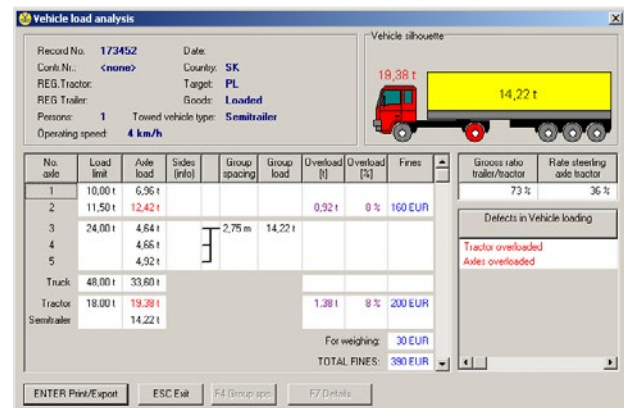 Vehicle load analysis
Record No. 173452 Date:
Contr.Nr.: <none> Country: SK
REG.Tractor: Target: PL
REG Trailer: Goods: Loaded
Persons: 1 Towed vehicle type: Semitrailer
Operating speed: 4 km/h
Vehicle silhouette
19,38 t
14,22 t
No. axle Load limit Axle load Sides (info) Group spacing Group load Overload [t] Overload [%] Fines
1 10,00 t 6,96 t
2 11,50 t 12,42 t 0,92 t 8 % 160 EUR
3 24,00 t 4,64 t 2,75 m 14,22 t
4 4,66 t
5 4,92 t
Truck 48,00 t 33,60 t
Tractor 18,00 t 19,38 t 1,38 t 8 % 200 EUR
Semitrailer 14,22 t
For weighing: 30 EUR
TOTAL FINES: 390 EUR
Grooss ratio trailer/tractor Rate steerling axle tractor
73 % 36 %
Defects in Vehicle loading
Tractor overloaded
Axles overloaded
ENTER Print/Export ESC Exit F4 Group spc. F7 Details